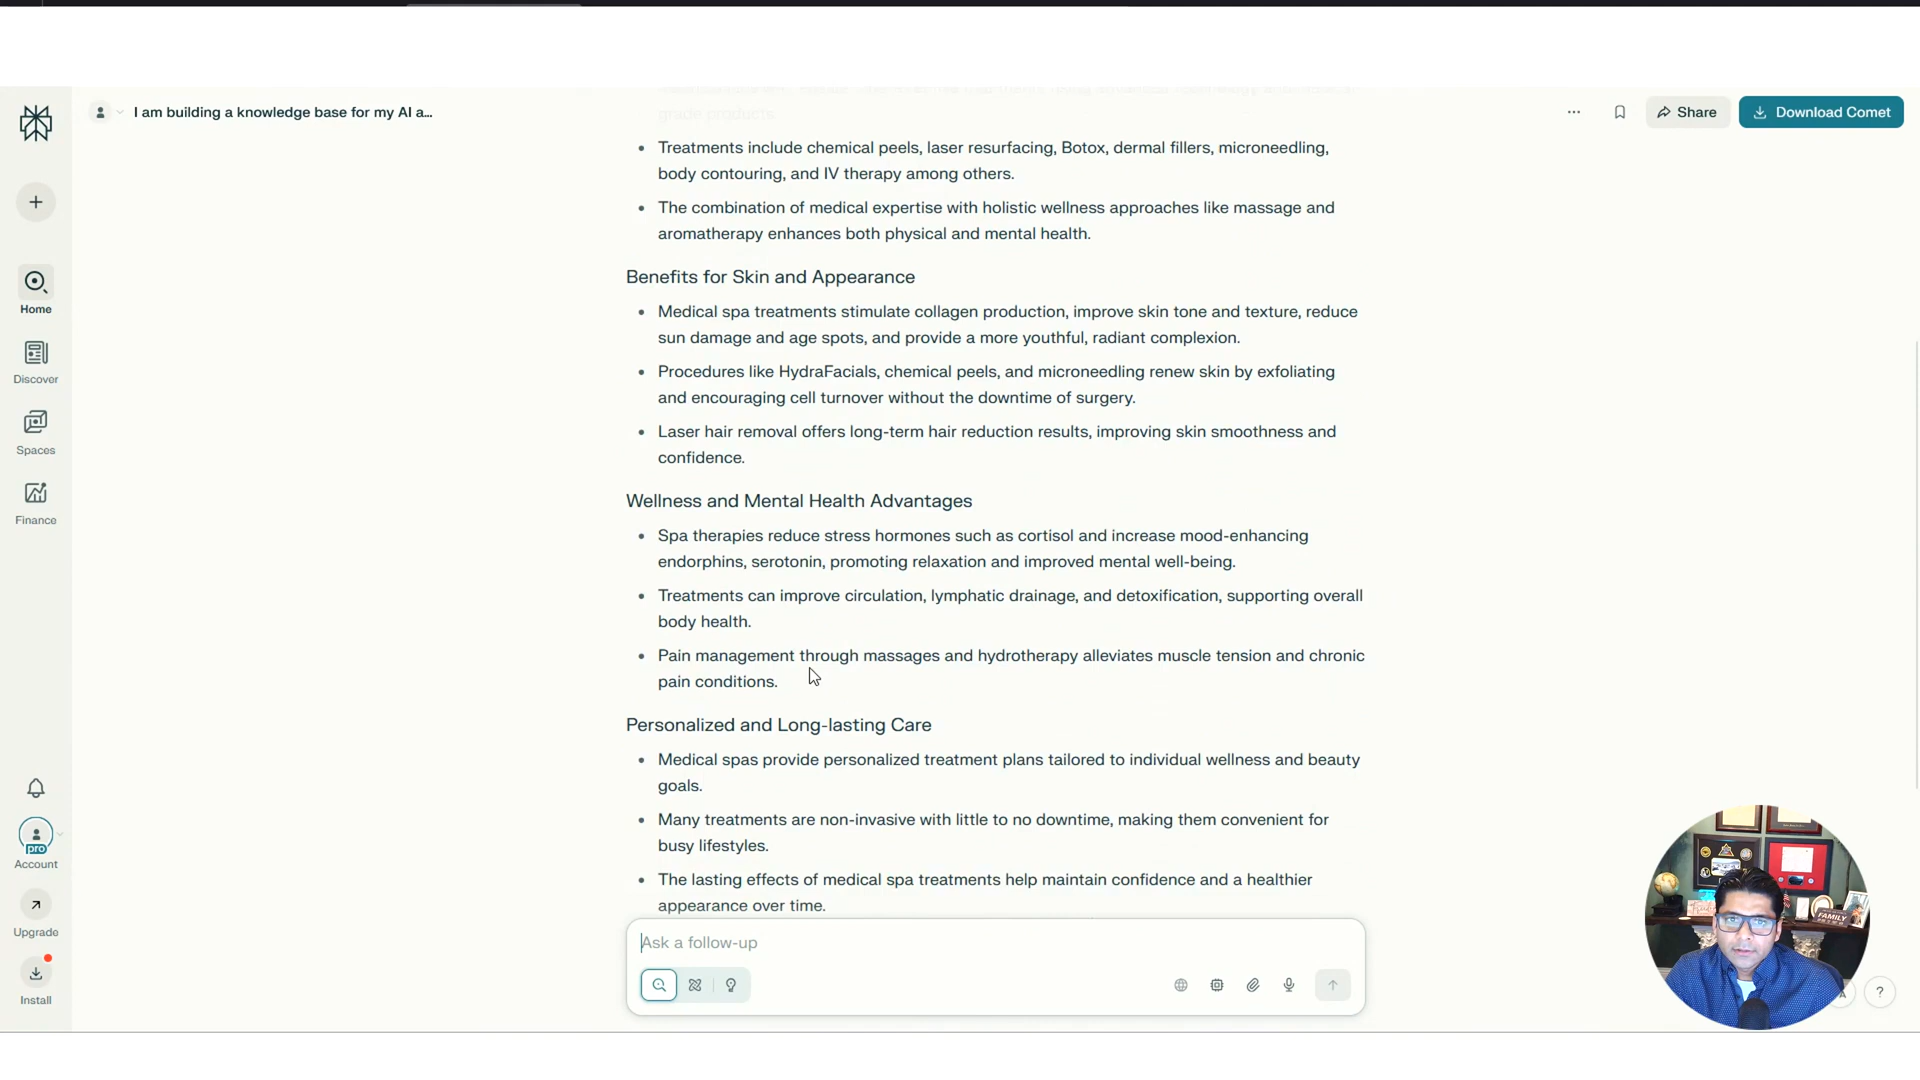 I am building a knowledge base for my AI a...
Share
Download Comet
grade products.
Treatments include chemical peels, laser resurfacing, Botox, dermal fillers, microneedling,
body contouring, and IV therapy among others.
The combination of medical expertise with holistic wellness approaches like massage and
aromatherapy enhances both physical and mental health.
Benefits for Skin and Appearance
Medical spa treatments stimulate collagen production, improve skin tone and texture, reduce
sun damage and age spots, and provide a more youthful, radiant complexion.
Procedures like HydraFacials, chemical peels, and microneedling renew skin by exfoliating
and encouraging cell turnover without the downtime of surgery.
Laser hair removal offers long-term hair reduction results, improving skin smoothness and
confidence.
Wellness and Mental Health Advantages
Spa therapies reduce stress hormones such as cortisol and increase mood-enhancing
endorphins, serotonin, promoting relaxation and improved mental well-being.
Treatments can improve circulation, lymphatic drainage, and detoxification, supporting overall
body health.
Pain management through massages and hydrotherapy alleviates muscle tension and chronic
pain conditions.
Personalized and Long-lasting Care
Medical spas provide personalized treatment plans tailored to individual wellness and beauty
goals.
Many treatments are non-invasive with little to no downtime, making them convenient for
busy lifestyles.
The lasting effects of medical spa treatments help maintain confidence and a healthier
appearance over time.
Ask a follow-up
Home
Discover
Spaces
Finance
pro
Account
Upgrade
Install
FAMILY
?